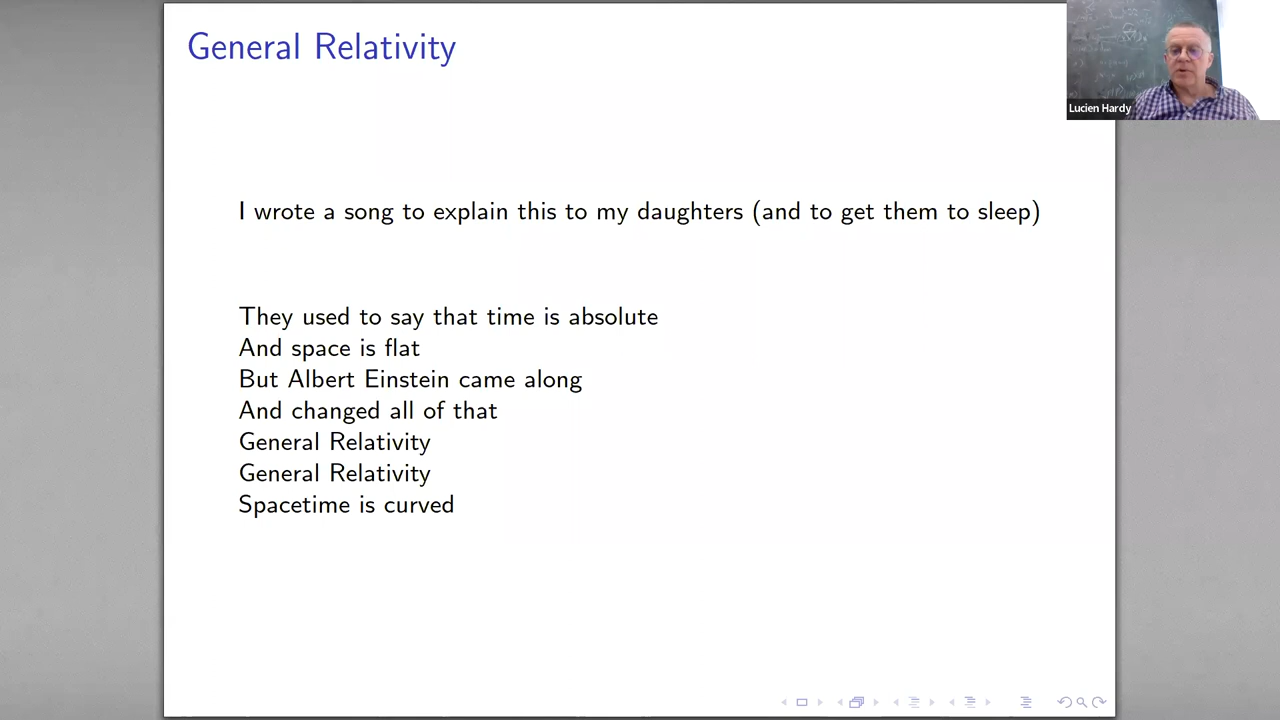 General Relativity
Lucien Hardy
I wrote a song to explain this to my daughters (and to get them to sleep)
They used to say that time is absolute
And space is flat
But Albert Einstein came along
And changed all of that
General Relativity
General Relativity
Spacetime is curved